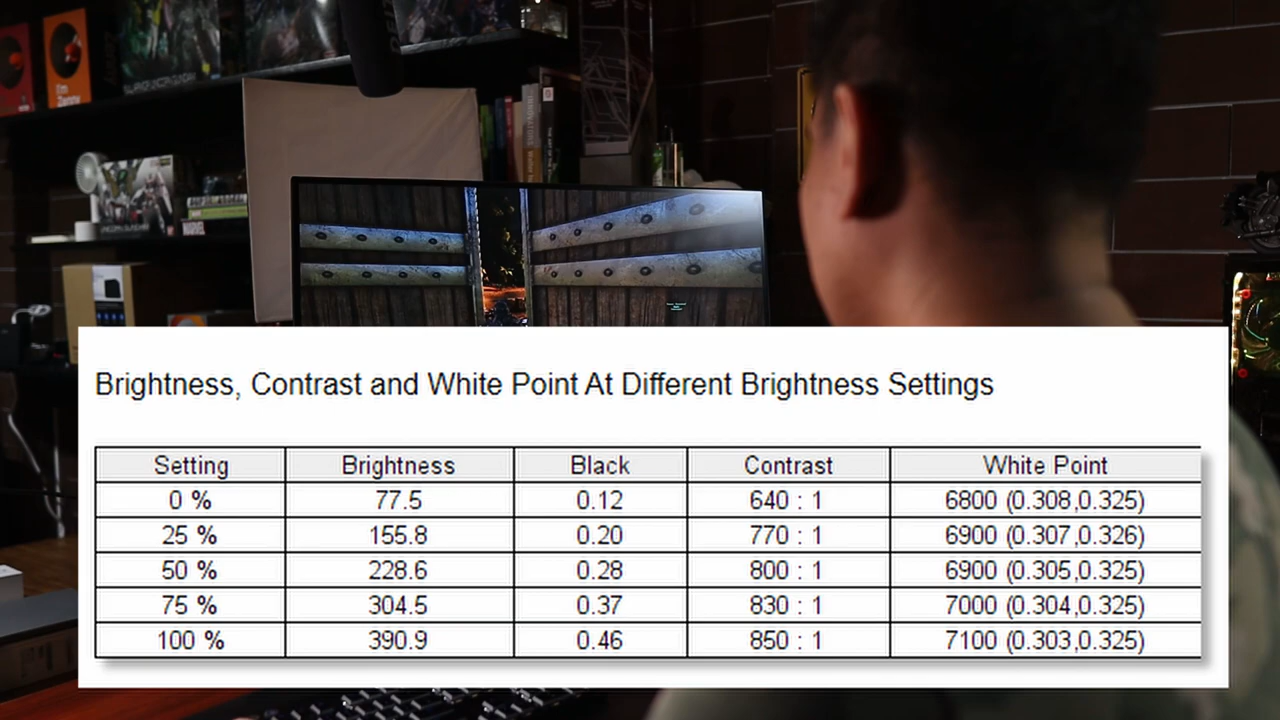 I'm
Zenny
MARVEL
Brightness, Contrast and White Point At Different Brightness Settings
Setting Brightness Black Contrast White Point
0 % 77.5 0.12 640 : 1 6800 (0.308,0.325)
25 % 155.8 0.20 770 : 1 6900 (0.307,0.326)
50 % 228.6 0.28 800 : 1 6900 (0.305,0.325)
75 % 304.5 0.37 830 : 1 7000 (0.304,0.325)
100 % 390.9 0.46 850 : 1 7100 (0.303,0.325)